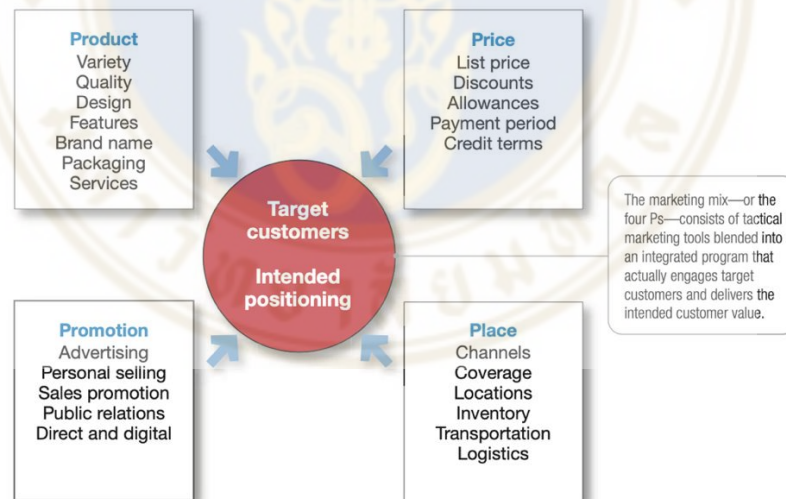 Product
Variety
Quality
Design
Features
Brand name
Packaging
Services
Price
List price
Discounts
Allowances
Payment period
Credit terms
Target
customers
Intended
positioning
The marketing mix—or the
four Ps—consists of tactical
marketing tools blended into
an integrated program that
actually engages target
customers and delivers the
intended customer value.
Promotion
Advertising
Personal selling
Sales promotion
Public relations
Direct and digital
Place
Channels
Coverage
Locations
Inventory
Transportation
Logistics